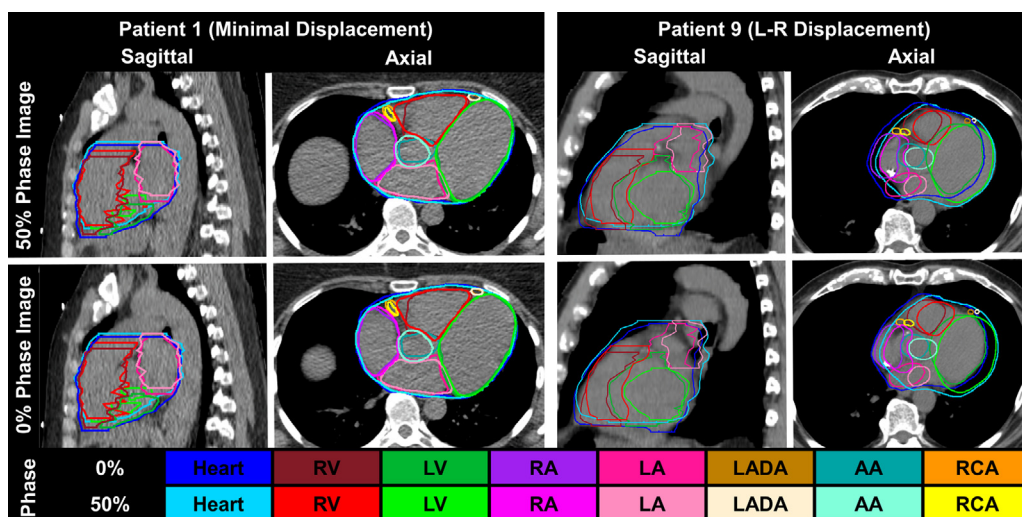 Patient 1 (Minimal Displacement)
Patient 9 (L-R Displacement)
Sagittal
Axial
Sagittal
Axial
50% Phase Image
0% Phase Image
Phase
0%
Heart
RV
LV
RA
LA
LADA
AA
RCA
50%
Heart
RV
LV
RA
LA
LADA
AA
RCA